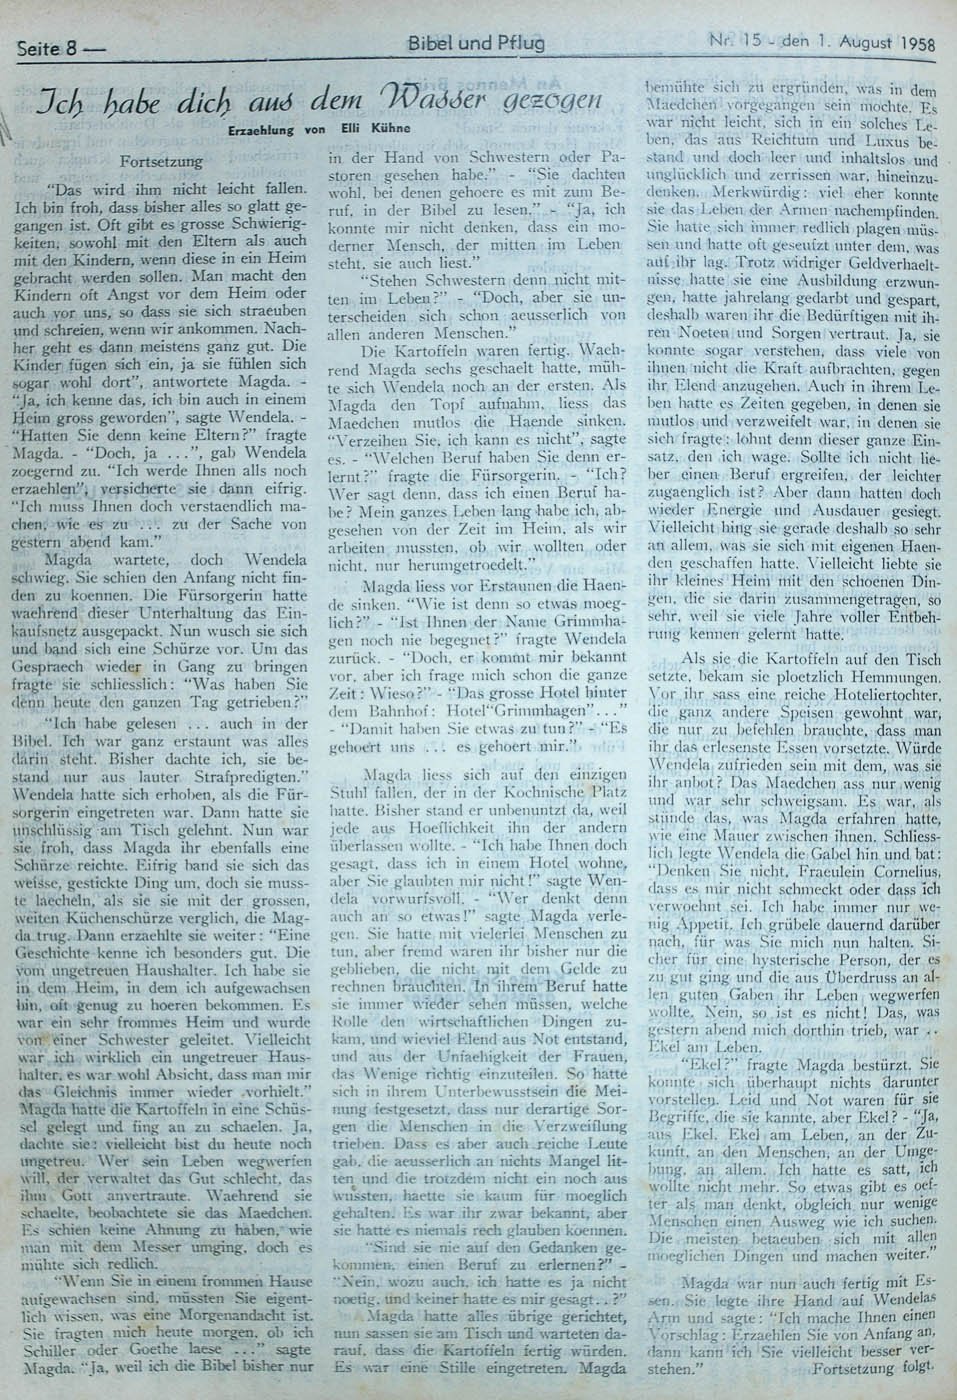 Seite 8 —
Bibel und Pflug
Nr. 15 - den 1. August 1958
Ich habe dich aus dem Wasser gezogen
Erzaehlung von Elli Kühne
Fortsetzung
"Das wird ihm nicht leicht fallen.
Ich bin froh, dass bisher alles so glatt ge-
gangen ist. Oft gibt es grosse Schwierig-
keiten, sowohl mit den Eltern als auch
mit den Kindern, wenn diese in ein Heim
gebracht werden sollen. Man macht den
Kindern oft Angst vor dem Heim oder
auch vor uns, so dass sie sich straeuben
und schreien, wenn wir ankommen. Nach-
her geht es dann meistens ganz gut. Die
Kinder fügen sich ein, ja sie fühlen sich
sogar wohl dort", antwortete Magda. -
"Ja, ich kenne das, ich bin auch in einem
Heim gross geworden", sagte Wendela. -
"Hatten Sie denn keine Eltern?" fragte
Magda. - "Doch, ja ...", gab Wendela
zoegernd zu. "Ich werde Ihnen alls noch
erzaehlen", versicherte sie dann eifrig.
"Ich muss Ihnen doch verstaendlich ma-
chen, wie es zu ... zu der Sache von
gestern abend kam."
Magda wartete, doch Wendela
schwieg. Sie schien den Anfang nicht fin-
den zu koennen. Die Fürsorgerin hatte
waehrend dieser Unterhaltung das Ein-
kaufsnetz ausgepackt. Nun wusch sie sich
und band sich eine Schürze vor. Um das
Gespraech wieder in Gang zu bringen
fragte sie schliesslich: "Was haben Sie
denn heute den ganzen Tag getrieben?"
"Ich habe gelesen ... auch in der
Bibel. Ich war ganz erstaunt was alles
darin steht. Bisher dachte ich, sie be-
stand nur aus lauter Strafpredigten."
Wendela hatte sich erhoben, als die Für-
sorgerin eingetreten war. Dann hatte sie
unschlüssig am Tisch gelehnt. Nun war
sie froh, dass Magda ihr ebenfalls eine
Schürze reichte. Eifrig band sie sich das
weisse, gestickte Ding um, doch sie muss-
te laecheln, als sie sie mit der grossen,
weiten Küchenschürze verglich, die Mag-
da trug. Dann erzaehlte sie weiter: "Eine
Geschichte kenne ich besonders gut. Die
vom ungetreuen Haushalter. Ich habe sie
in dem Heim, in dem ich aufgewachsen
bin, oft genug zu hoeren bekommen. Es
war ein sehr frommes Heim und wurde
von einer Schwester geleitet. Vielleicht
war ich wirklich ein ungetreuer Haus-
halter, es war wohl Absicht, dass man mir
das Gleichnis immer wieder vorhielt."
Magda hatte die Kartoffeln in eine Schüs-
sel gelegt und fing an zu schaelen. Ja,
dachte sie: vielleicht bist du heute noch
ungetreu. Wer sein Leben wegwerfen
will, der verwaltet das Gut schlecht, das
ihm Gott anvertraute. Waehrend sie
schaelte, beobachtete sie das Maedchen.
Es schien keine Ahnung zu haben, wie
man mit dem Messer umging, doch es
mühte sich redlich.
"Wenn Sie in einem frommen Hause
aufgewachsen sind, müssten Sie eigent-
lich wissen, was eine Morgenandacht ist.
Sie fragten mich heute morgen, ob ich
Schiller oder Goethe laese ..." sagte
Magda. "Ja, weil ich die Bibel bisher nur
in der Hand von Schwestern oder Pa-
storen gesehen habe." - "Sie dachten
wohl, bei denen gehoere es mit zum Be-
ruf, in der Bibel zu lesen." - "Ja, ich
konnte mir nicht denken, dass ein mo-
derner Mensch, der mitten im Leben
steht, sie auch liest."
"Stehen Schwestern denn nicht mit-
ten im Leben?" - "Doch, aber sie un-
terscheiden sich schon aeusserlich von
allen anderen Menschen."
Die Kartoffeln waren fertig. Waeh-
rend Magda sechs geschaelt hatte, müh-
te sich Wendela noch an der ersten. Als
Magda den Topf aufnahm, liess das
Maedchen mutlos die Haende sinken.
"Verzeihen Sie, ich kann es nicht", sagte
es. - "Welchen Beruf haben Sie denn er-
lernt?" fragte die Fürsorgerin. - "Ich?
Wer sagt denn, dass ich einen Beruf ha-
be? Mein ganzes Leben lang habe ich, ab-
gesehen von der Zeit im Heim, als wir
arbeiten mussten, ob wir wollten oder
nicht, nur herumgetroedelt."
Magda liess vor Erstaunen die Haen-
de sinken. "Wie ist denn so etwas moeg-
lich?" - "Ist Ihnen der Name Grimmha-
gen noch nie begegnet?" fragte Wendela
zurück. - "Doch, er kommt mir bekannt
vor, aber ich frage mich schon die ganze
Zeit: Wieso?" - "Das grosse Hotel hinter
dem Bahnhof: Hotel"Grimmhagen"..."
- "Damit haben Sie etwas zu tun?" - "Es
gehoert uns ... es gehoert mir."
Magda liess sich auf den einzigen
Stuhl fallen, der in der Kochnische Platz
hatte. Bisher stand er unbenuntzt da, weil
jede aus Hoeflichkeit ihn der andern
überlassen wollte. - "Ich habe Ihnen doch
gesagt, dass ich in einem Hotel wohne,
aber Sie glaubten mir nicht!" sagte Wen-
dela vorwurfsvoll. - "Wer denkt denn
auch an so etwas!" sagte Magda verle-
gen. Sie hatte mit vielerlei Menschen zu
tun, aber fremd waren ihr bisher nur die
geblieben, die nicht mit dem Gelde zu
rechnen brauchten. In ihrem Beruf hatte
sie immer wieder sehen müssen, welche
Rolle den wirtschaftlichen Dingen zu-
kam, und wieviel Elend aus Not entstand,
und aus der Unfaehigkeit der Frauen,
das Wenige richtig einzuteilen. So hatte
sich in ihrem Unterbewusstsein die Mei-
nung festgesetzt, dass nur derartige Sor-
gen die Menschen in die Verzweiflung
trieben. Dass es aber auch reiche Leute
gab, die aeusserlich an nichts Mangel lit-
ten und die trotzdem nicht ein noch aus
wussten, haette sie kaum für moeglich
gehalten. Es war ihr zwar bekannt, aber
sie hatte es niemals rech glauben koennen.
"Sind sie nie auf den Gedanken ge-
kommen, einen Beruf zu erlernen?" -
"Nein, wozu auch, ich hatte es ja nicht
noetig, und keiner hatte es mir gesagt..?"
Magda hatte alles übrige gerichtet,
nun sassen sie am Tisch und warteten da-
rauf, dass die Kartoffeln fertig würden.
Es war eine Stille eingetreten. Magda
bemühte sich zu ergründen, was in dem
Maedchen vorgegangen sein mochte. Es
war nicht leicht, sich in ein solches Le-
ben, das aus Reichtum und Luxus be-
stand und doch leer und inhaltslos und
unglücklich und zerrissen war, hineinzu-
denken. Merkwürdig: viel eher konnte
sie das Leben der Armen nachempfinden.
Sie hatte sich immer redlich plagen müs-
sen und hatte oft geseufzt unter dem, was
auf ihr lag. Trotz widriger Geldverhaelt-
nisse hatte sie eine Ausbildung erzwun-
gen, hatte jahrelang gedarbt und gespart,
deshalb waren ihr die Bedürftigen mit ih-
ren Noeten und Sorgen vertraut. Ja, sie
konnte sogar verstehen, dass viele von
ihnen nicht die Kraft aufbrachten, gegen
ihr Elend anzugehen. Auch in ihrem Le-
ben hatte es Zeiten gegeben, in denen sie
mutlos und verzweifelt war, in denen sie
sich fragte: lohnt denn dieser ganze Ein-
satz, den ich wage. Sollte ich nicht lie-
ber einen Beruf ergreifen, der leichter
zugaenglich ist? Aber dann hatten doch
wieder Energie und Ausdauer gesiegt.
Vielleicht hing sie gerade deshalb so sehr
an allem, was sie sich mit eigenen Haen-
den geschaffen hatte. Vielleicht liebte sie
ihr kleines Heim mit den schoenen Din-
gen, die sie darin zusammengetragen, so
sehr, weil sie viele Jahre voller Entbeh-
rung kennen gelernt hatte.
Als sie die Kartoffeln auf den Tisch
setzte, bekam sie ploetzlich Hemmungen.
Vor ihr sass eine reiche Hoteliertochter,
die ganz andere Speisen gewohnt war,
die nur zu befehlen brauchte, dass man
ihr das erlesenste Essen vorsetzte. Würde
Wendela zufrieden sein mit dem, was sie
ihr anbot? Das Maedchen ass nur wenig
und war sehr schweigsam. Es war, als
stünde das, was Magda erfahren hatte,
wie eine Mauer zwischen ihnen. Schliess-
lich legte Wendela die Gabel hin und bat:
"Denken Sie nicht, Fraeulein Cornelius,
dass es mir nicht schmeckt oder dass ich
verwoehnt sei. Ich habe immer nur we-
nig Appetit. Ich grübele dauernd darüber
nach, für was Sie mich nun halten. Si-
cher für eine hysterische Person, der es
zu gut ging und die aus Überdruss an al-
len guten Gaben ihr Leben wegwerfen
wollte. Nein, so ist es nicht! Das, was
gestern abend mich dorthin trieb, war ..
Ekel am Leben.
"Ekel?" fragte Magda bestürzt. Sie
konnte sich überhaupt nichts darunter
vorstellen. Leid und Not waren für sie
Begriffe, die sie kannte, aber Ekel? - "Ja,
aus Ekel. Ekel am Leben, an der Zu-
kunft, an den Menschen, an der Umge-
bung, an allem. Ich hatte es satt, ich
wollte nicht mehr. So etwas gibt es oef-
ter als man denkt, obgleich nur wenige
Menschen einen Ausweg wie ich suchen.
Die meisten betaeuben sich mit allen
moeglichen Dingen und machen weiter."
Magda war nun auch fertig mit Es-
sen. Sie legte ihre Hand auf Wendelas
Arm und sagte: "Ich mache Ihnen einen
Vorschlag: Erzaehlen Sie von Anfang an,
dann kann ich Sie vielleicht besser ver-
stehen." Fortsetzung folgt.